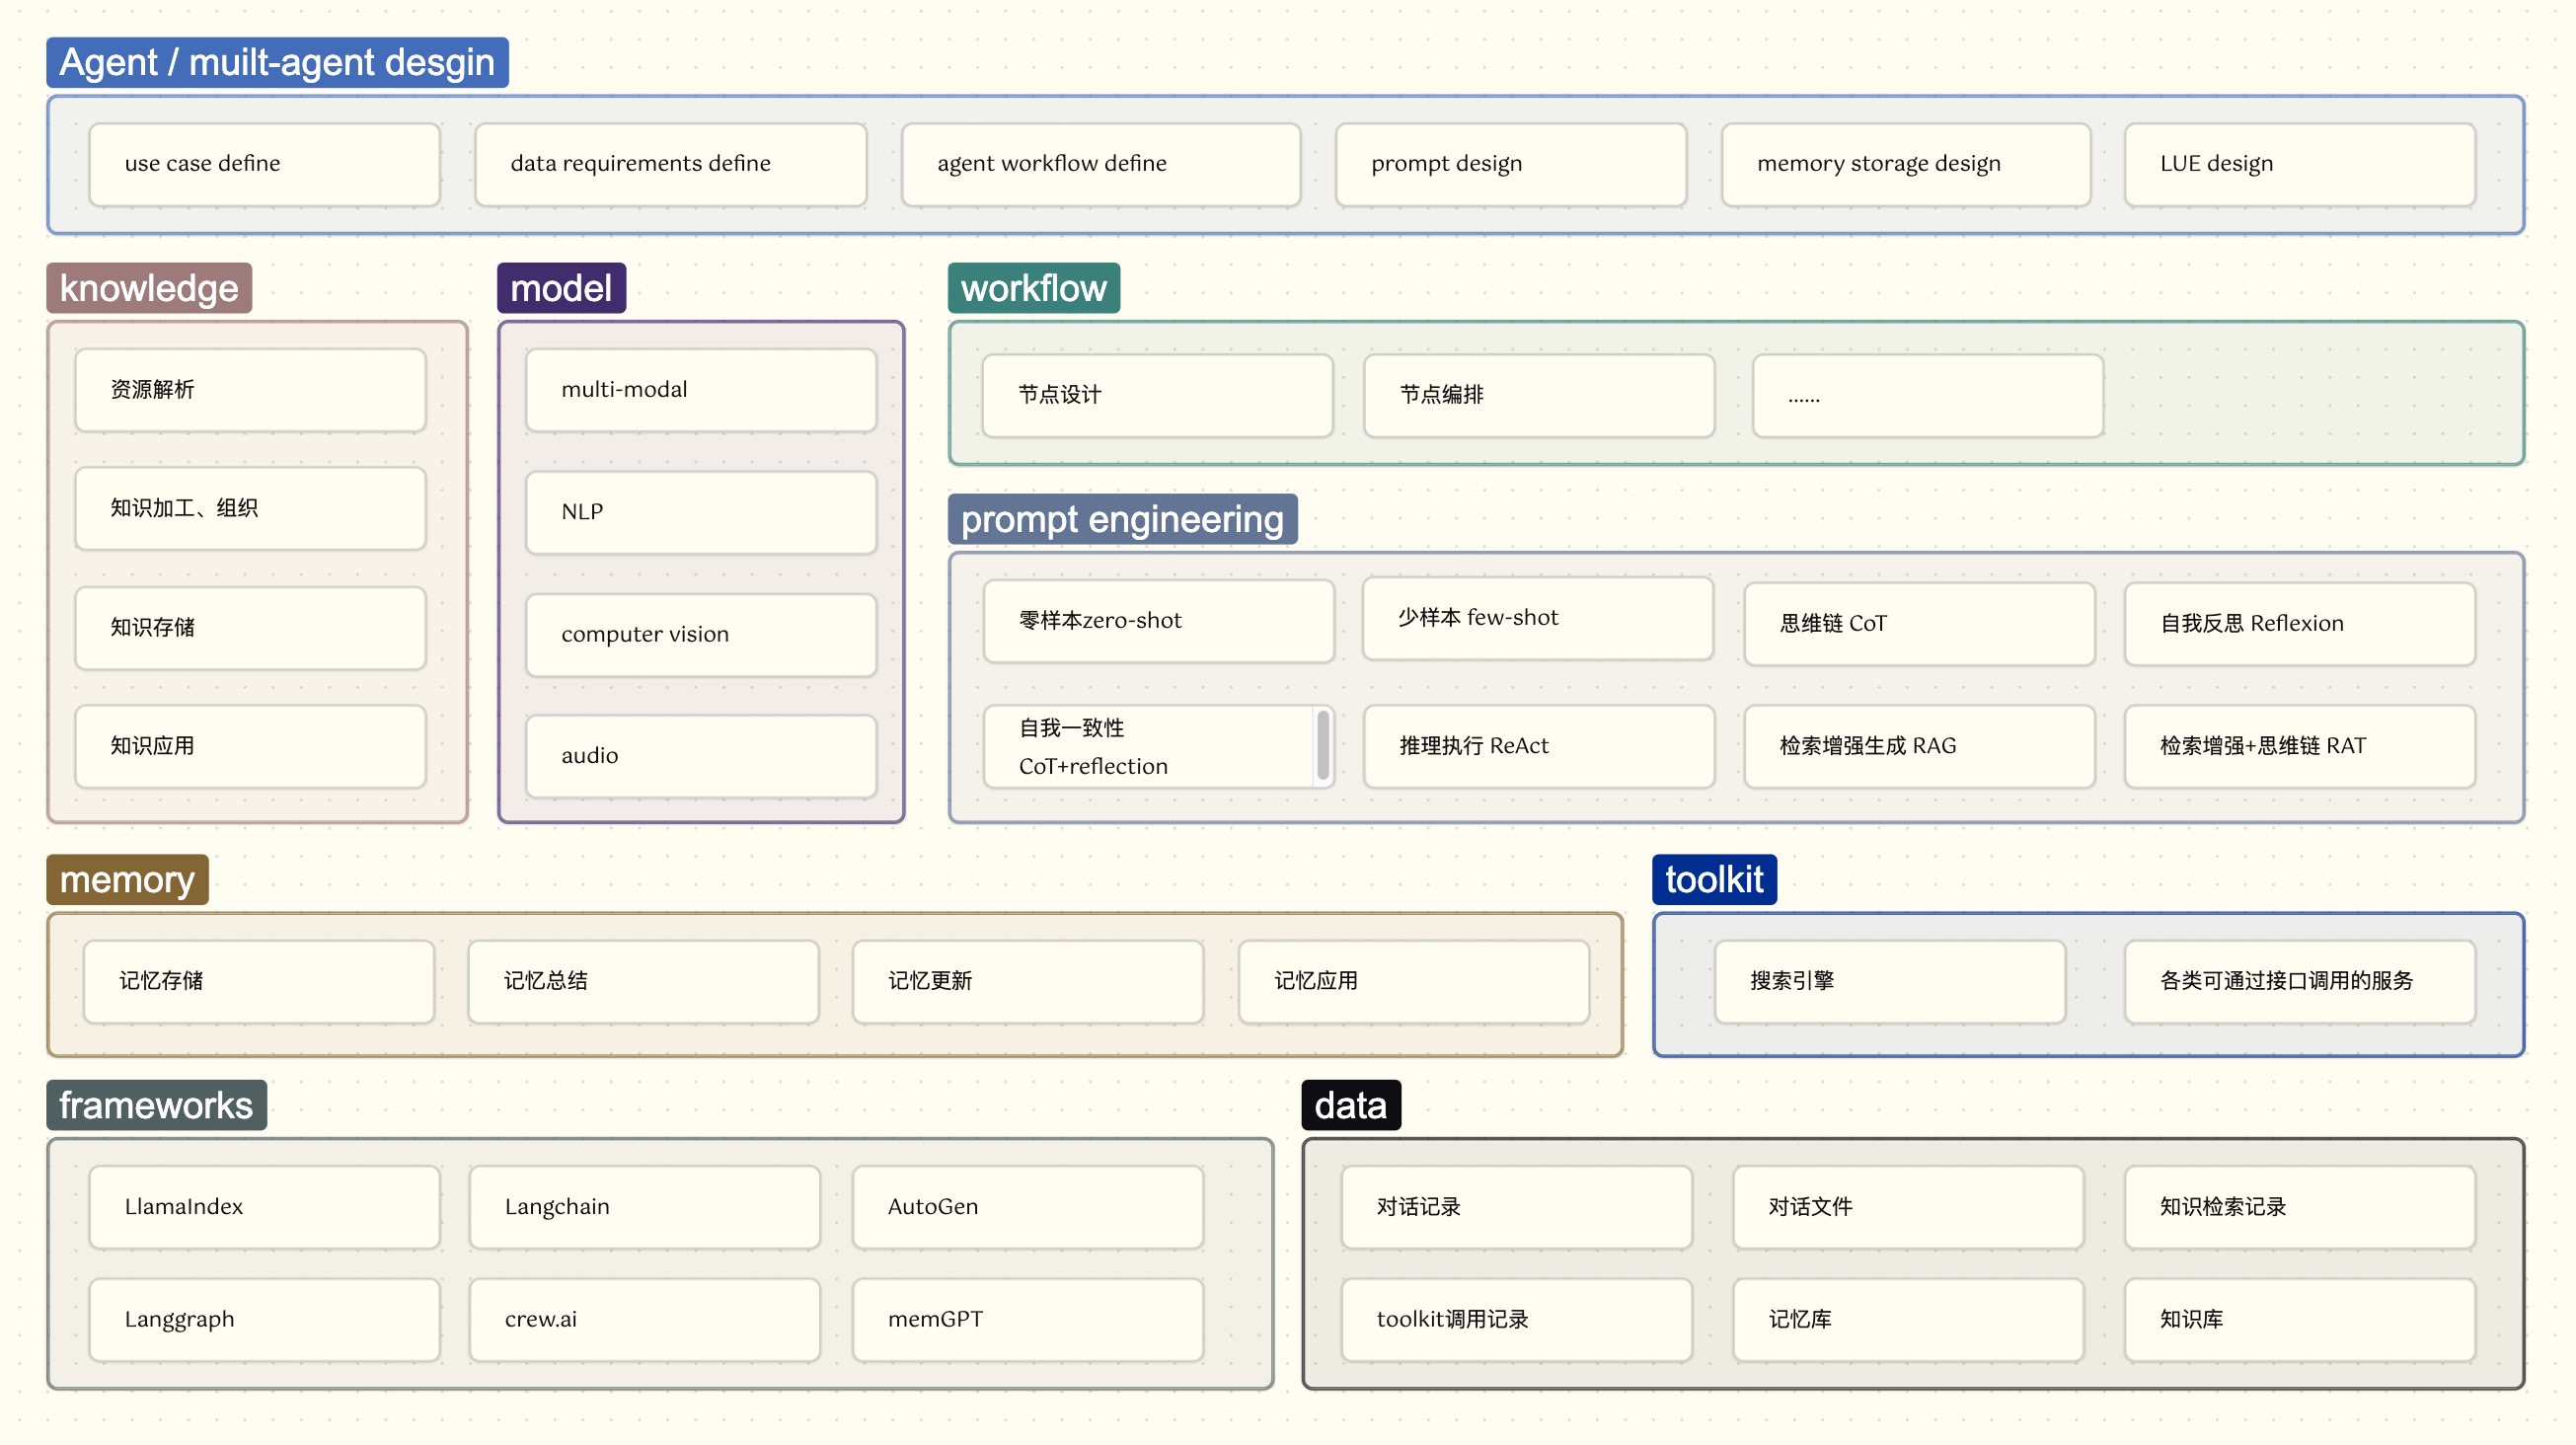 Agent / muilt-agent desgin
use case define
data requirements define
agent workflow define
prompt design
memory storage design
LUE design
knowledge
资源解析
知识加工、组织
知识存储
知识应用
model
multi-modal
NLP
computer vision
audio
workflow
节点设计
节点编排
......
prompt engineering
零样本zero-shot
少样本 few-shot
思维链 CoT
自我反思 Reflexion
自我一致性
CoT+reflection
推理执行 ReAct
检索增强生成 RAG
检索增强+思维链 RAT
memory
记忆存储
记忆总结
记忆更新
记忆应用
toolkit
搜索引擎
各类可通过接口调用的服务
frameworks
LlamaIndex
Langchain
AutoGen
Langgraph
crew.ai
memGPT
data
对话记录
对话文件
知识检索记录
toolkit调用记录
记忆库
知识库